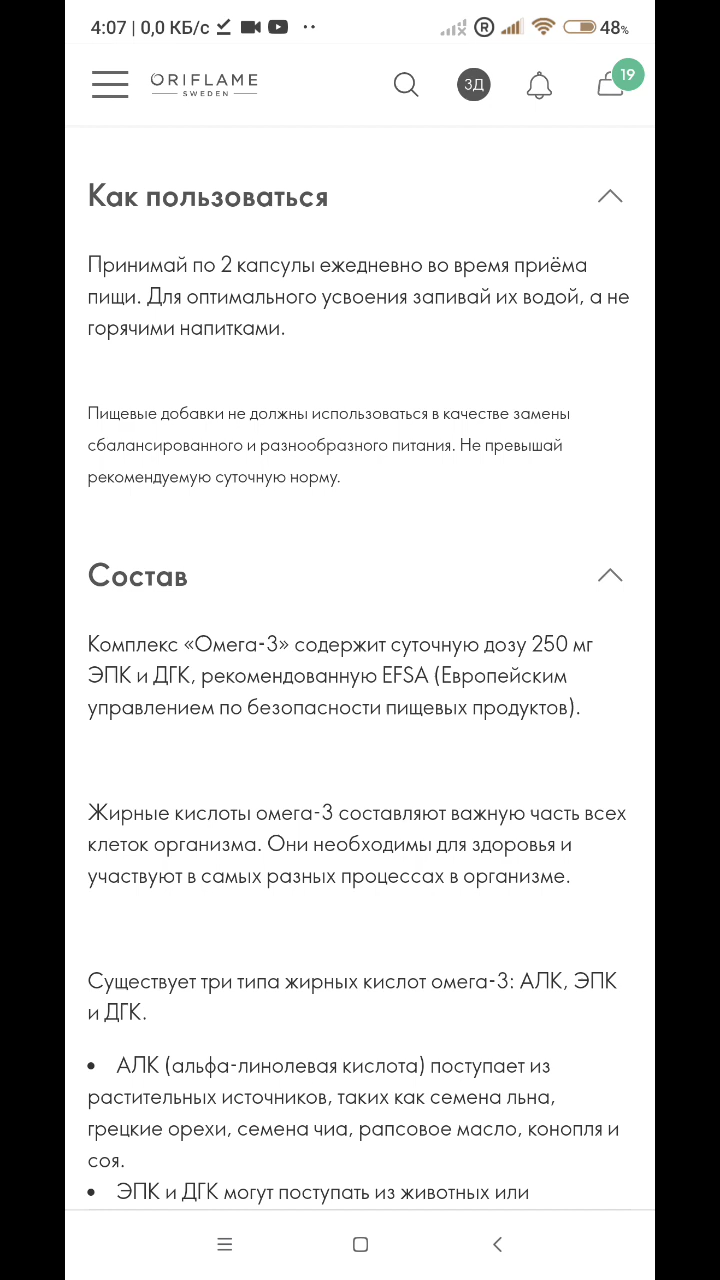 4:07 | 0,0 КБ/с
48%
ORIFLAME
SWEDEN
ЗД
19
Как пользоваться
Принимай по 2 капсулы ежедневно во время приёма
пищи. Для оптимального усвоения запивай их водой, а не
горячими напитками.
Пищевые добавки не должны использоваться в качестве замены
сбалансированного и разнообразного питания. Не превышай
рекомендуемую суточную норму.
Состав
Комплекс «Омега-3» содержит суточную дозу 250 мг
ЭПК и ДГК, рекомендованную EFSA (Европейским
управлением по безопасности пищевых продуктов).
Жирные кислоты омега-3 составляют важную часть всех
клеток организма. Они необходимы для здоровья и
участвуют в самых разных процессах в организме.
Существует три типа жирных кислот омега-3: АЛК, ЭПК
и ДГК.
• АЛК (альфа-линолевая кислота) поступает из
растительных источников, таких как семена льна,
грецкие орехи, семена чиа, рапсовое масло, конопля и
соя.
• ЭПК и ДГК могут поступать из животных или